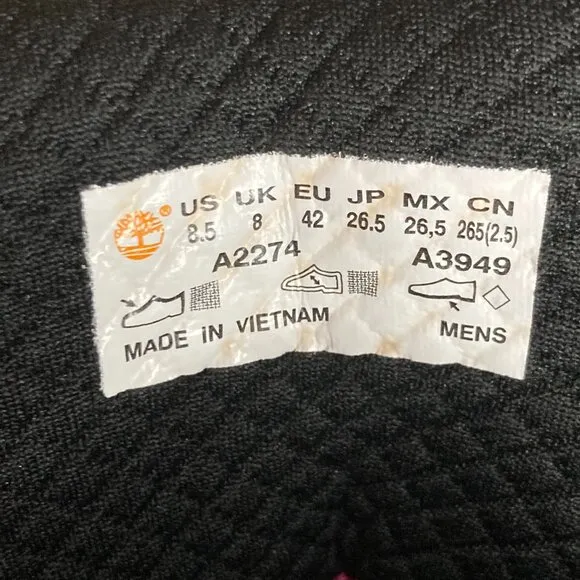 ® US UK EU JP MX CN
8.5 8 42 26.5 26,5 265(2.5)
A2274 A3949
MADE IN VIETNAM MENS